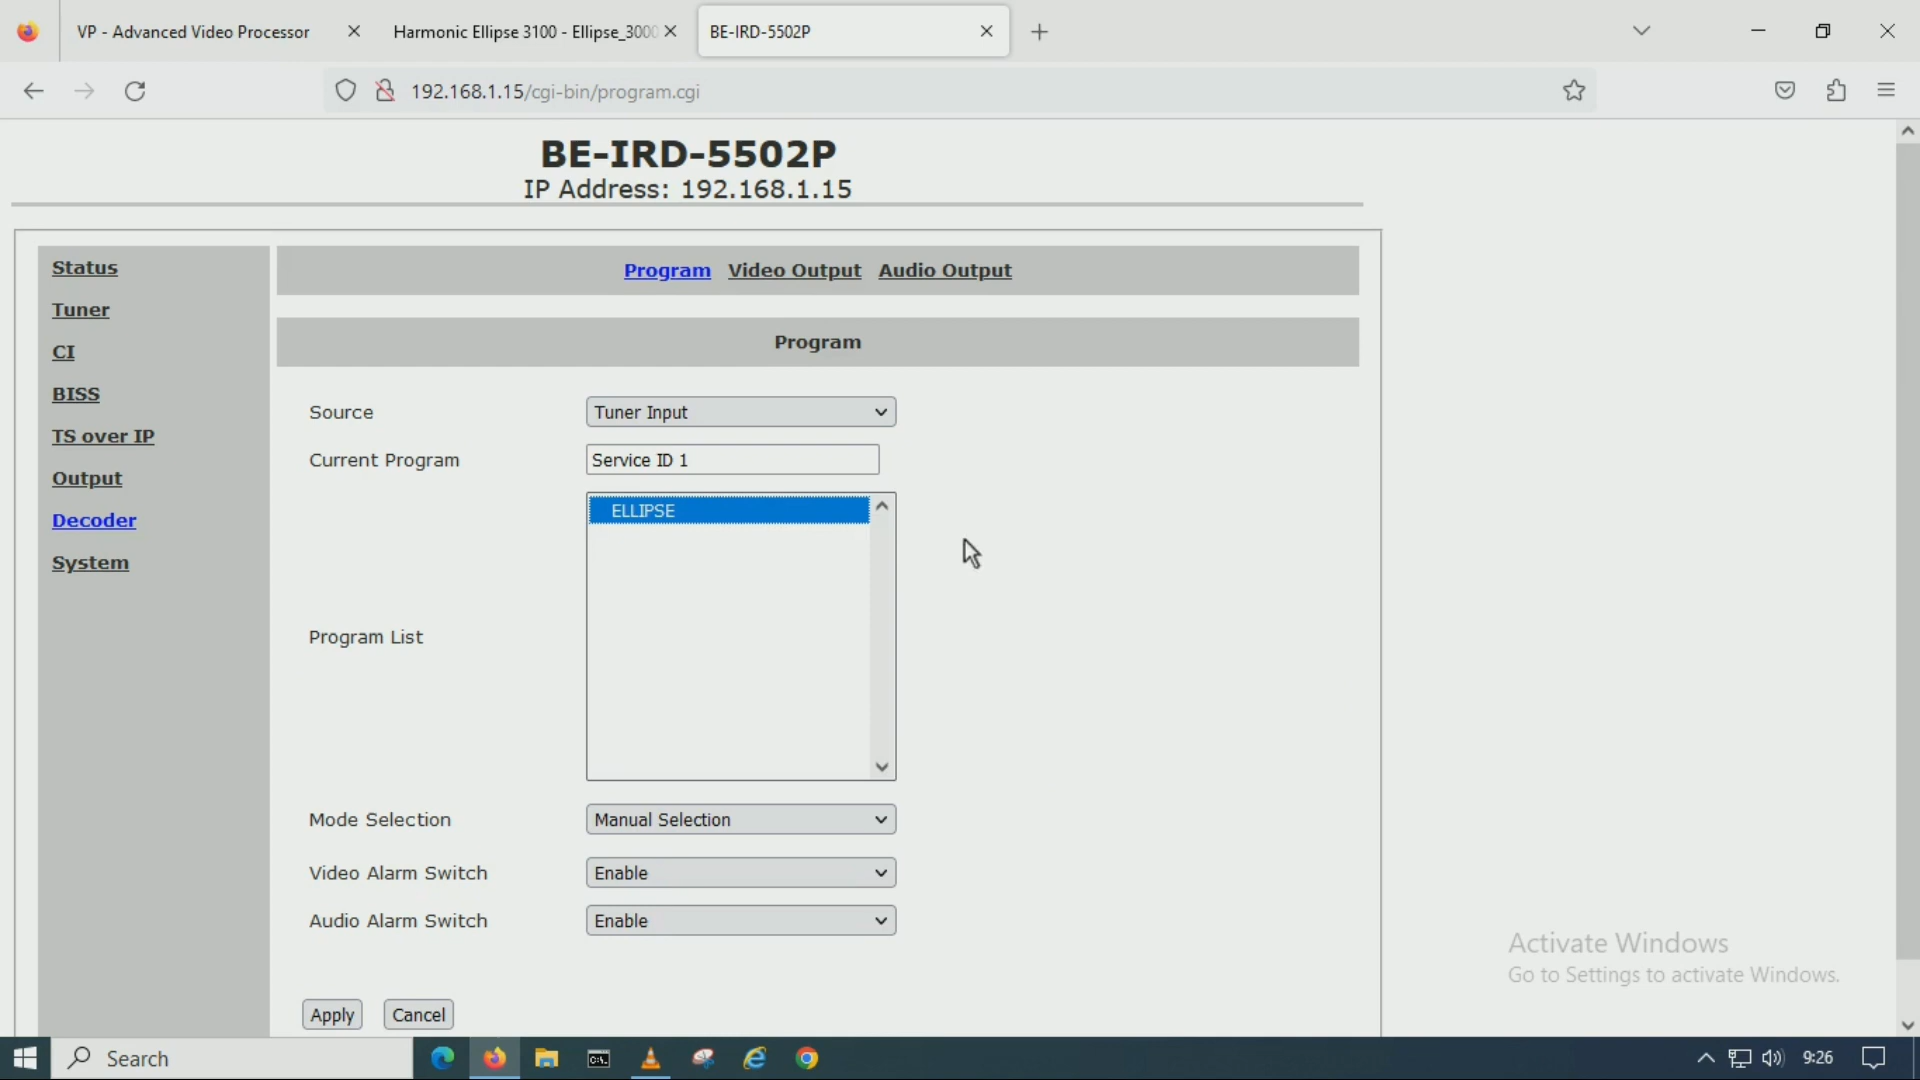 VP - Advanced Video Processor
Harmonic Ellipse 3100 - Ellipse_3000
BE-IRD-5502P
192.168.1.15/cgi-bin/program.cgi
BE-IRD-5502P
IP Address: 192.168.1.15
Status
Tuner
CI
BISS
TS over IP
Output
Decoder
System
Program Video Output Audio Output
Program
Source Tuner Input
Current Program Service ID 1
ELLIPSE
Program List
Mode Selection Manual Selection
Video Alarm Switch Enable
Audio Alarm Switch Enable
Apply Cancel
Activate Windows
Go to Settings to activate Windows.
Search
9:26